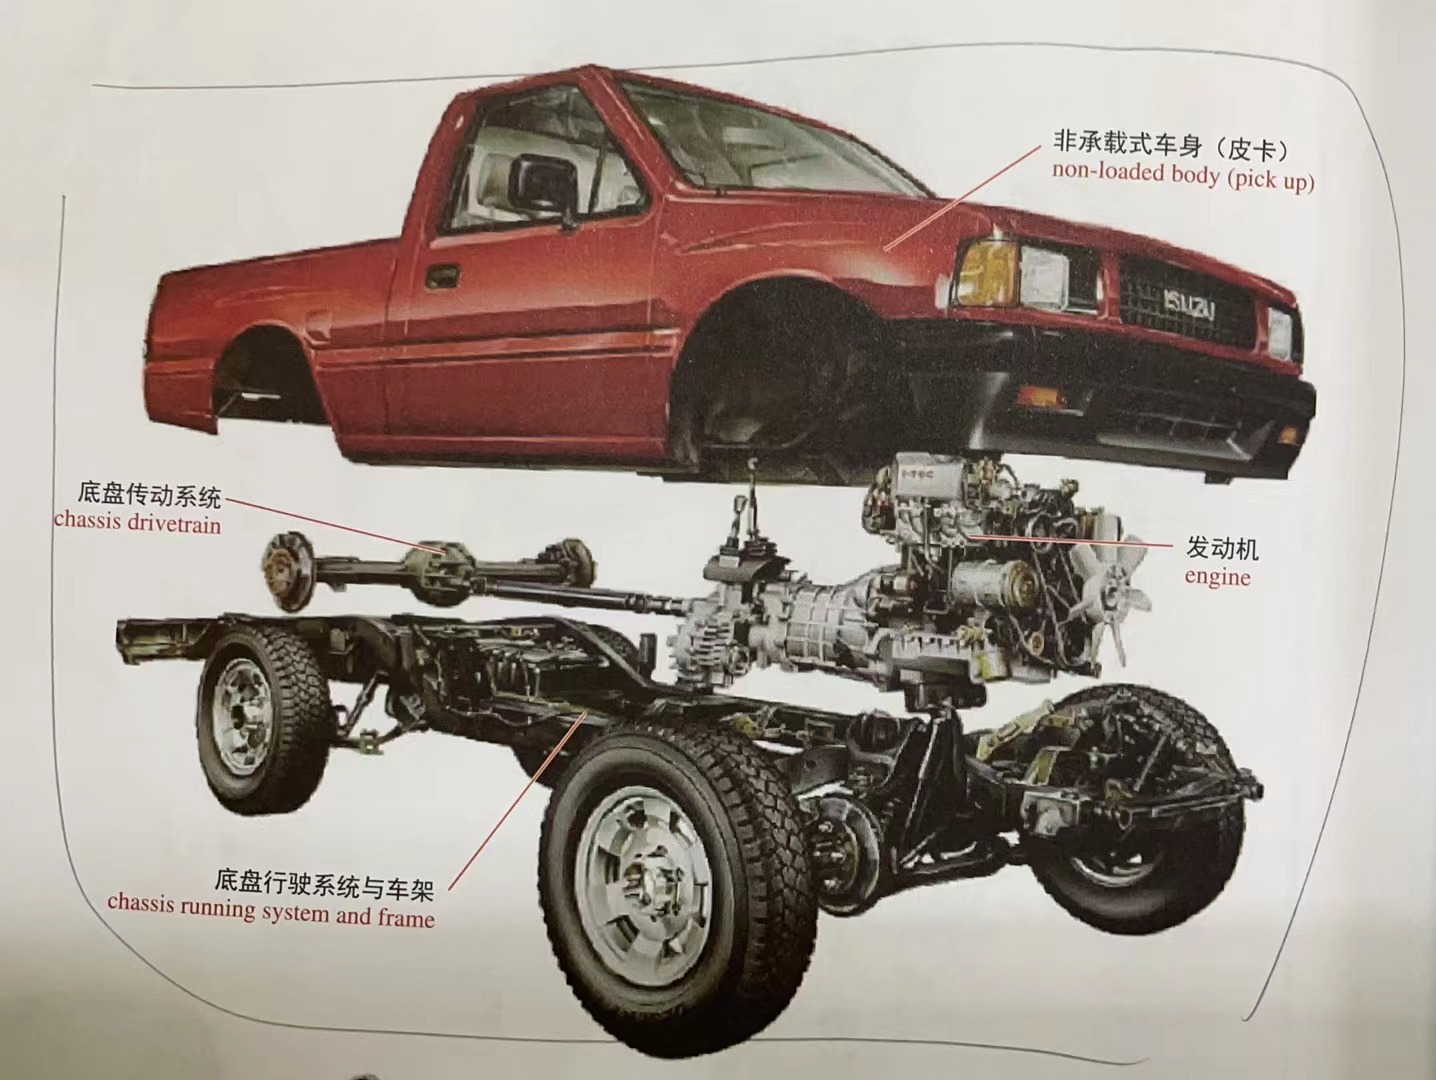 非承载式车身（皮卡）
non-loaded body (pick up)
ISUZU
底盘传动系统
chassis drivetrain
发动机
engine
底盘行驶系统与车架
chassis running system and frame